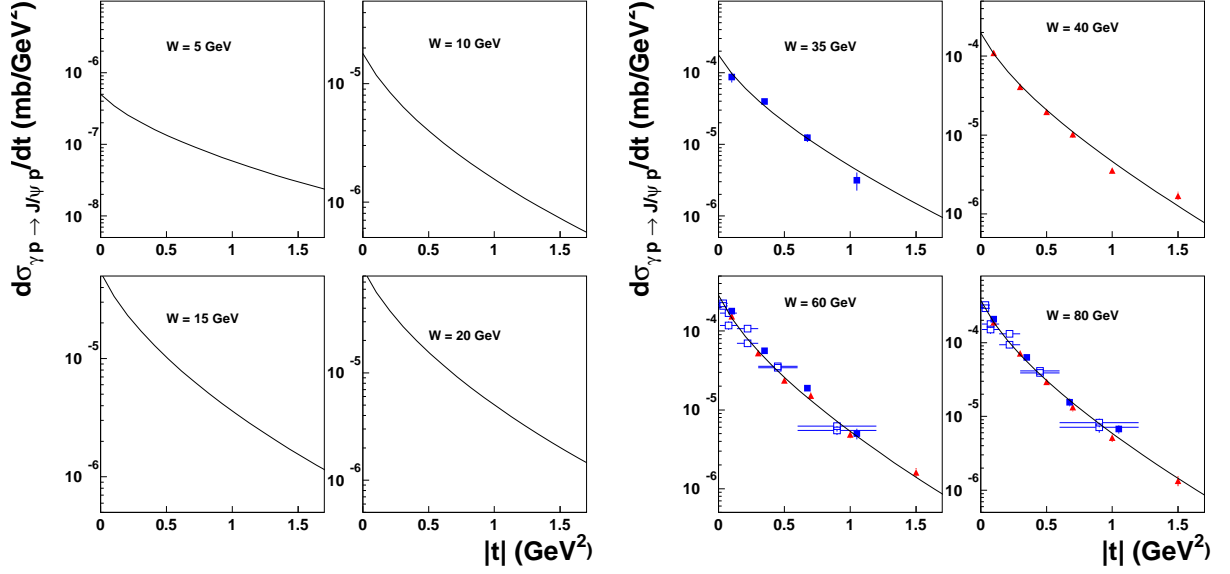 dσ_γ p → J/ψ p/dt (mb/GeV²)
W = 5 GeV
10⁻⁶
10⁻⁷
10⁻⁸
0 0.5 1 1.5
W = 10 GeV
10⁻⁵
10⁻⁶
0 0.5 1 1.5
W = 15 GeV
10⁻⁵
10⁻⁶
0 0.5 1 1.5
W = 20 GeV
10⁻⁵
10⁻⁶
0 0.5 1 1.5
|t| (GeV²)
dσ_γ p → J/ψ p/dt (mb/GeV²)
W = 35 GeV
10⁻⁴
10⁻⁵
10⁻⁶
0 0.5 1 1.5
W = 40 GeV
10⁻⁴
10⁻⁵
10⁻⁶
0 0.5 1 1.5
W = 60 GeV
10⁻⁴
10⁻⁵
10⁻⁶
0 0.5 1 1.5
W = 80 GeV
10⁻⁴
10⁻⁵
10⁻⁶
0 0.5 1 1.5
|t| (GeV²)